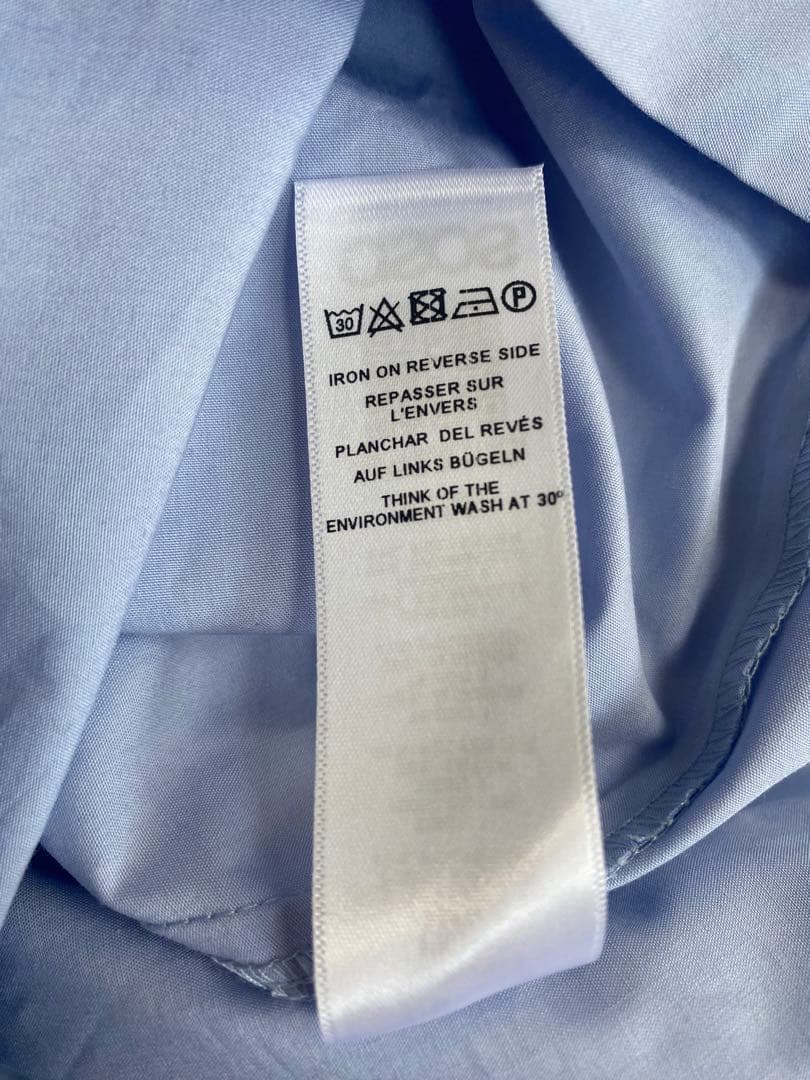 30 P
IRON ON REVERSE SIDE
REPASSER SUR
L'ENVERS
PLANCHAR DEL REVÉS
AUF LINKS BÜGELN
THINK OF THE
ENVIRONMENT WASH AT 30º